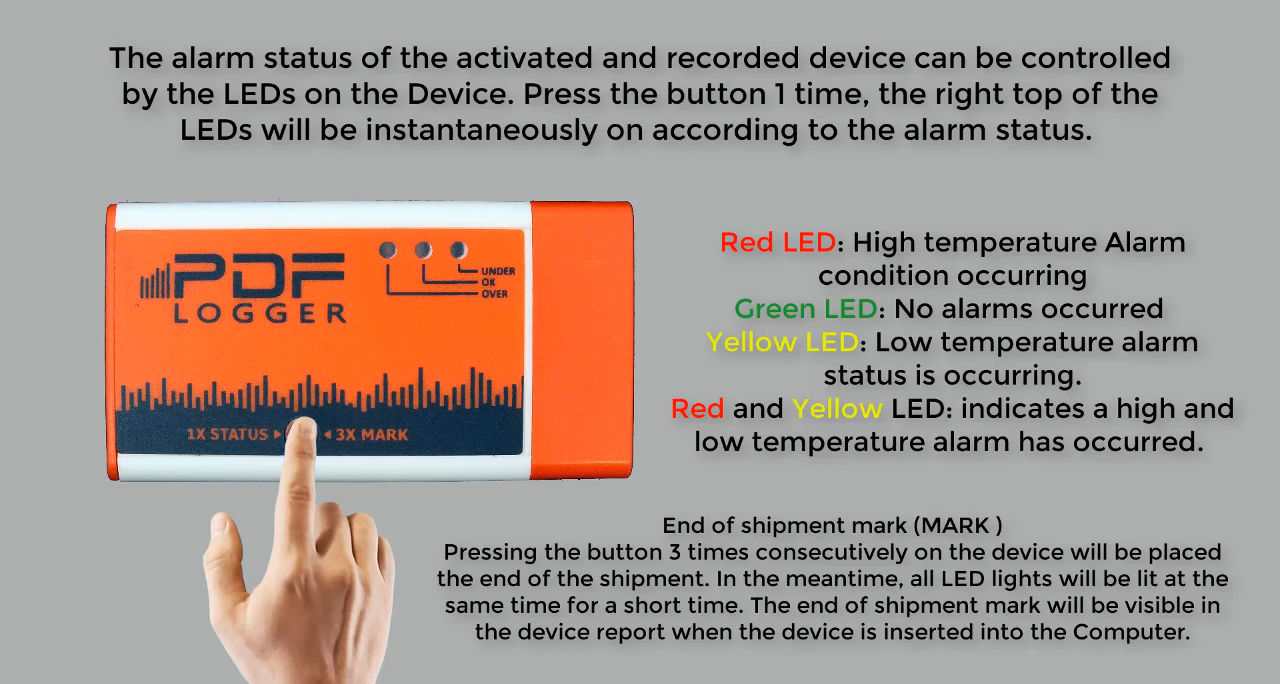 The alarm status of the activated and recorded device can be controlled
by the LEDs on the Device. Press the button 1 time, the right top of the
LEDs will be instantaneously on according to the alarm status.
PDF
LOGGER
UNDER
OK
OVER
1X STATUS
3X MARK
Red LED: High temperature Alarm
condition occurring
Green LED: No alarms occurred
Yellow LED: Low temperature alarm
status is occurring.
Red and Yellow LED: indicates a high and
low temperature alarm has occurred.
End of shipment mark (MARK )
Pressing the button 3 times consecutively on the device will be placed
the end of the shipment. In the meantime, all LED lights will be lit at the
same time for a short time. The end of shipment mark will be visible in
the device report when the device is inserted into the Computer.